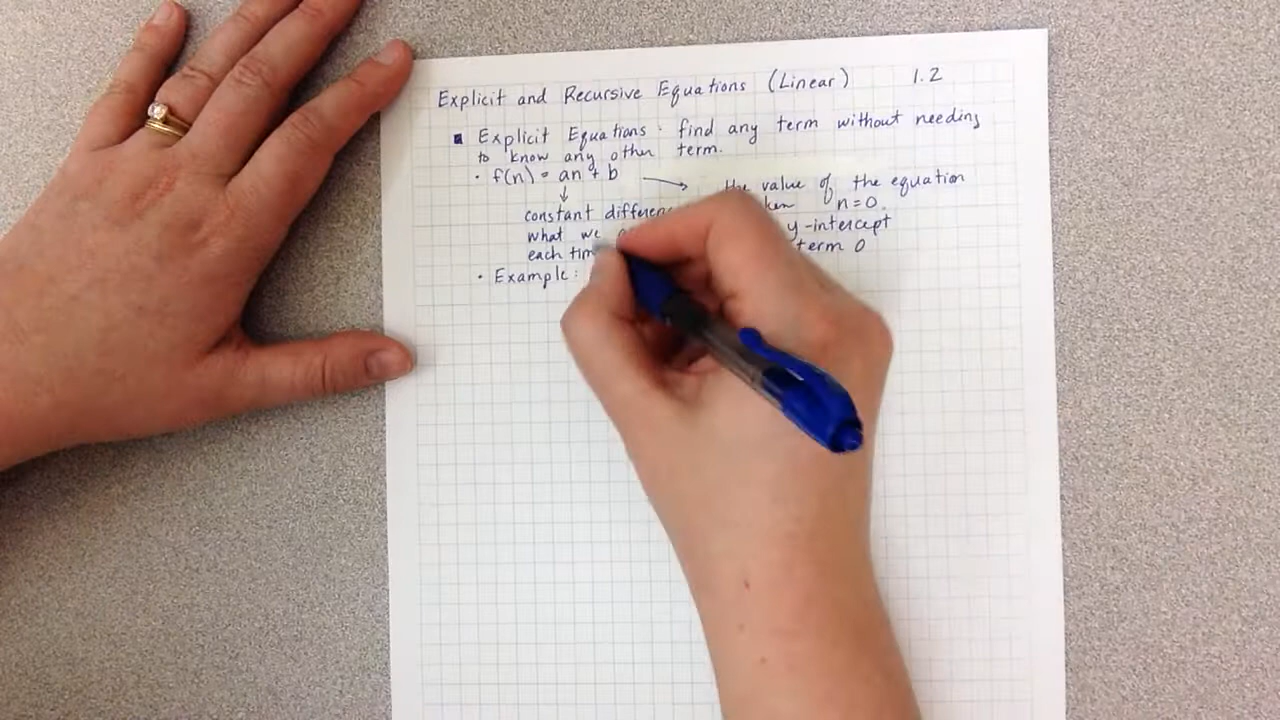 Explicit and Recursive Equations (Linear) 1.2
■ Explicit Equations: find any term without needing
to know any other term.
• f(n) = an + b → the value of the equation
↓ n=0.
constant
what we y-intercept
each term 0
• Example: